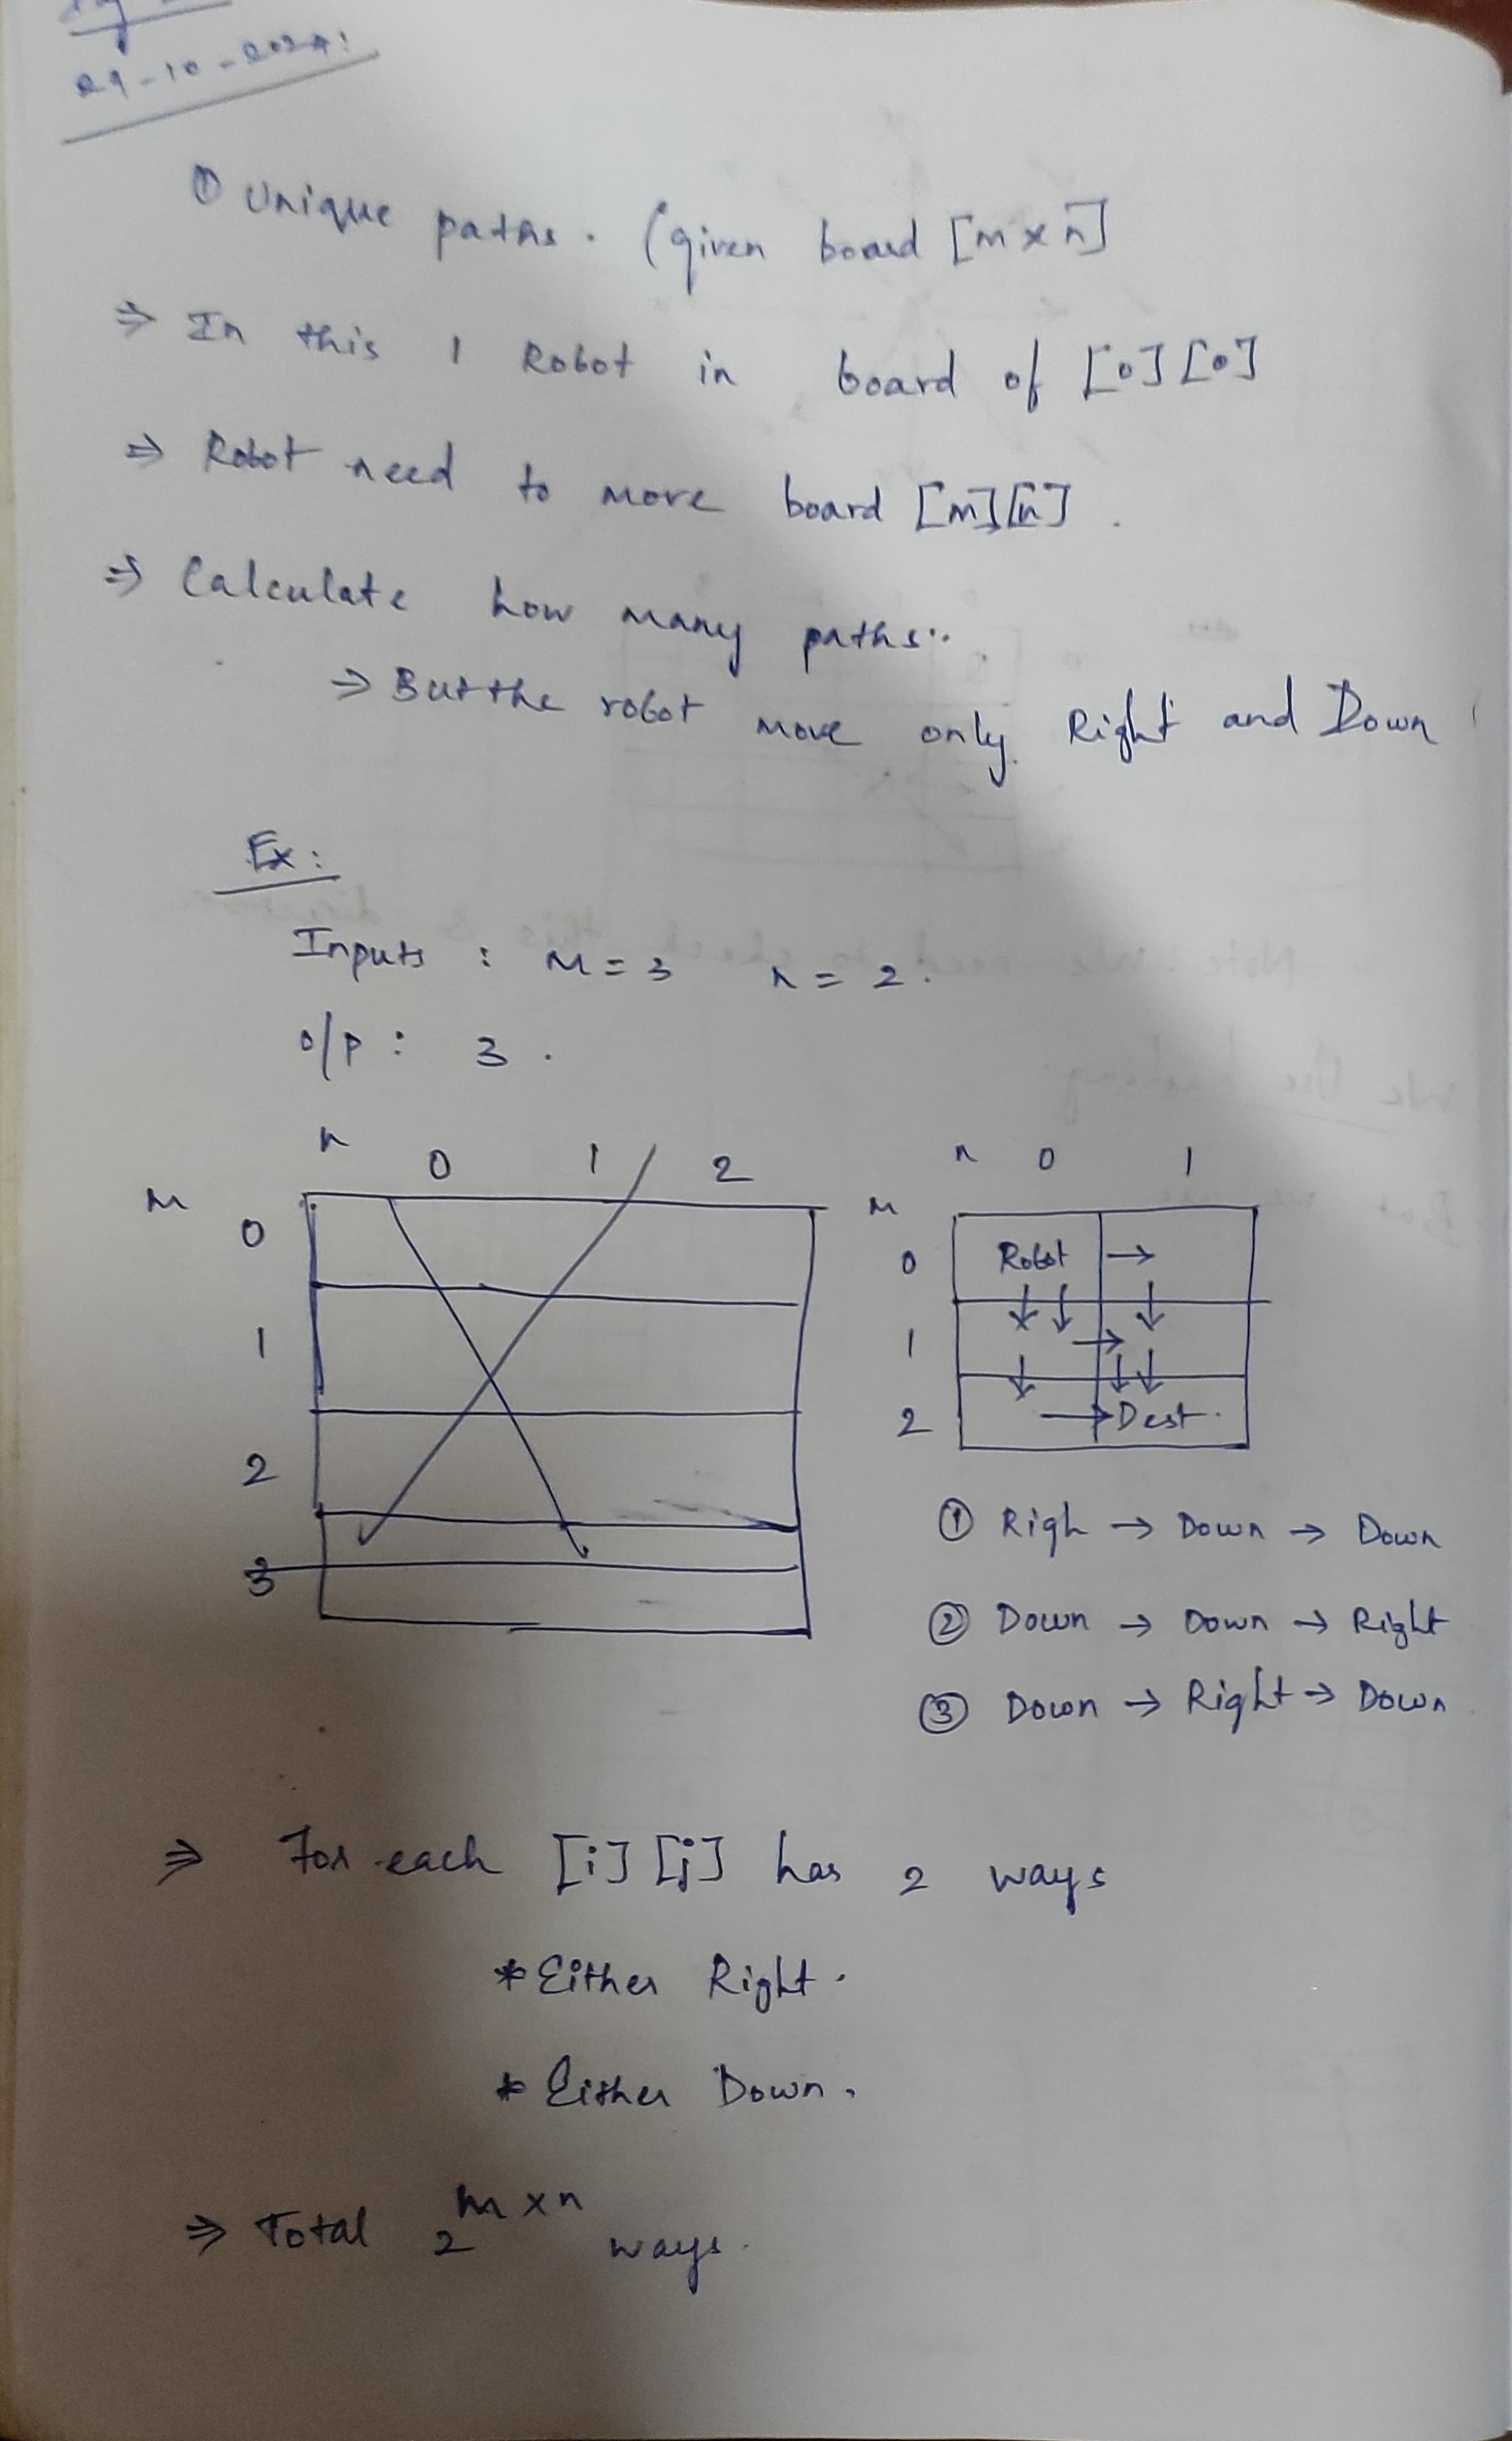 29-10-2024:
① Unique paths. (given board [m x n]
⇒ In this 1 Robot in board of [0][0]
⇒ Robot need to move board [m][n].
⇒ Calculate how many paths..
⇒ But the robot move only Right and Down
Ex:
Inputs : M = 3 n = 2.
O/P : 3.
n 0 1 2
M
0
1
2
3
n 0 1
M
0 Robot →
↓ ↓ ↓
1 →
↓ ↓ ↓
2 → Dest.
① Righ → Down → Down
② Down → Down → Right
③ Down → Right → Down
⇒ For each [i][j] has 2 ways
* Either Right.
* Either Down.
⇒ Total 2^m x n ways.